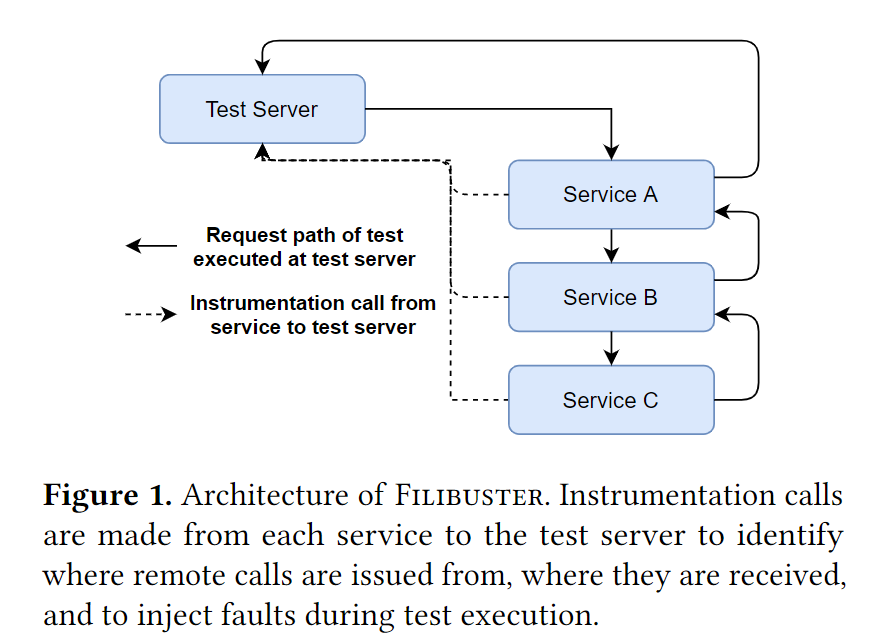 Test Server
Service A
Request path of test
executed at test server
Service B
Instrumentation call from
service to test server
Service C
Figure 1. Architecture of FILIBUSTER. Instrumentation calls
are made from each service to the test server to identify
where remote calls are issued from, where they are received,
and to inject faults during test execution.